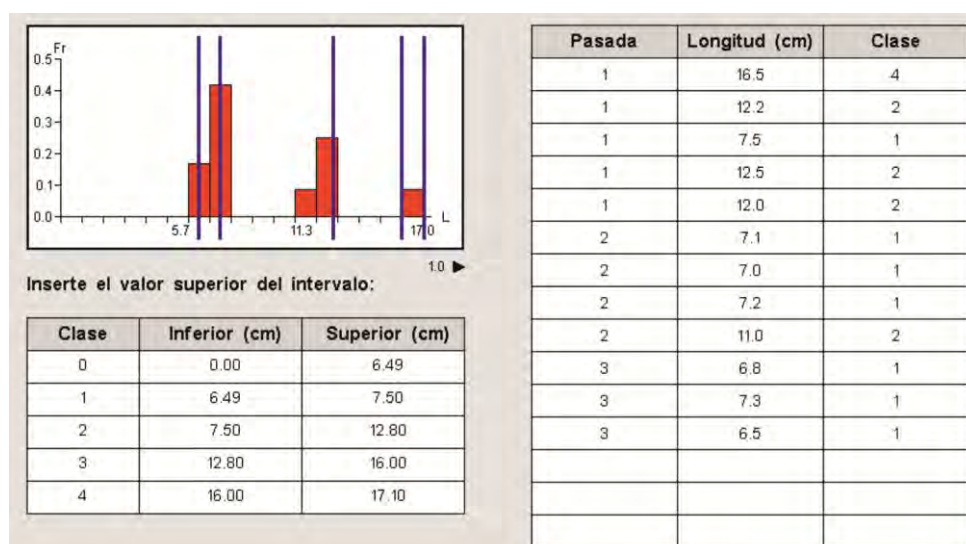 Fr
0.5
0.4
0.3
0.2
0.1
0.0
5.7 11.3 17.0 L
1.0
Inserte el valor superior del intervalo:
Clase Inferior (cm) Superior (cm)
0 0.00 6.49
1 6.49 7.50
2 7.50 12.80
3 12.80 16.00
4 16.00 17.10
Pasada Longitud (cm) Clase
1 16.5 4
1 12.2 2
1 7.5 1
1 12.5 2
1 12.0 2
2 7.1 1
2 7.0 1
2 7.2 1
2 11.0 2
3 6.8 1
3 7.3 1
3 6.5 1